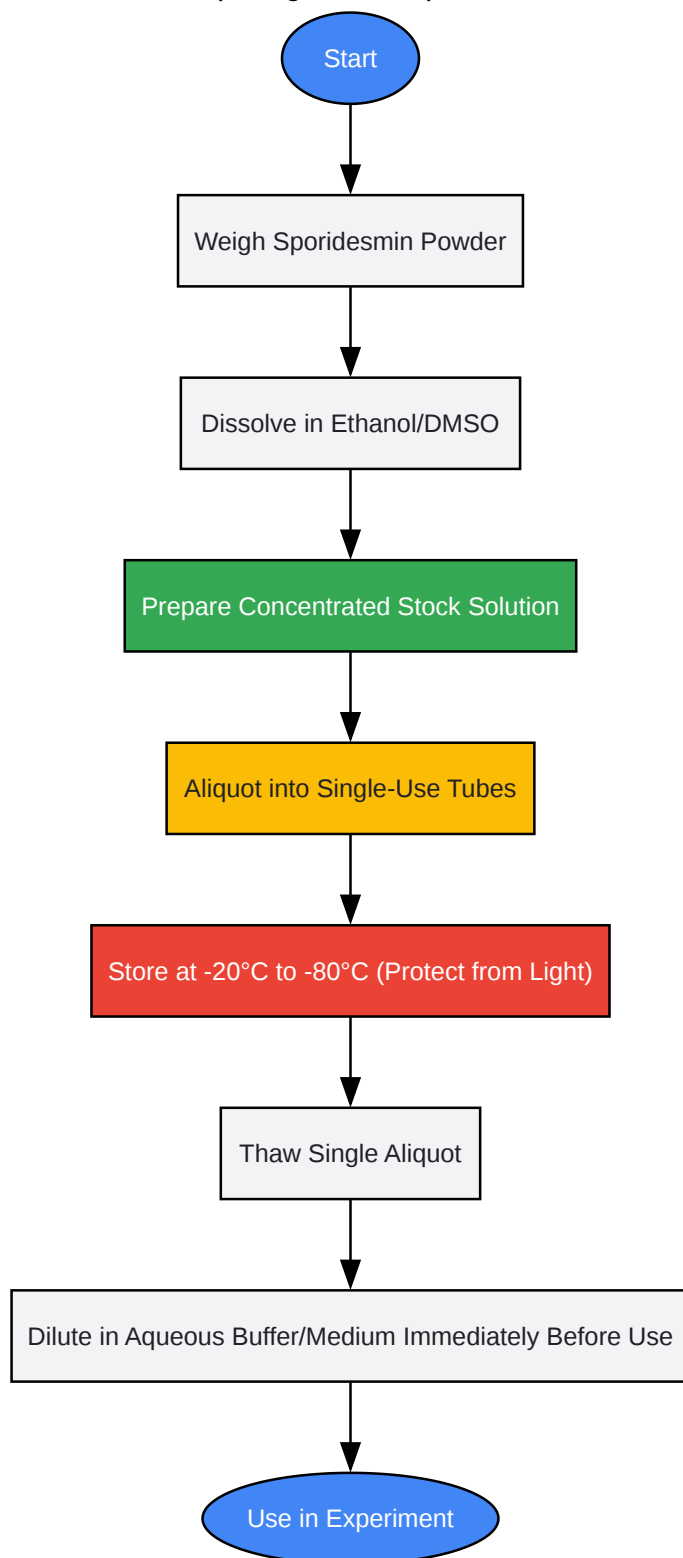 Start
Weigh Sporidesmin Powder
Dissolve in Ethanol/DMSO
Prepare Concentrated Stock Solution
Aliquot into Single-Use Tubes
Store at -20°C to -80°C (Protect from Light)
Thaw Single Aliquot
Dilute in Aqueous Buffer/Medium Immediately Before Use
Use in Experiment